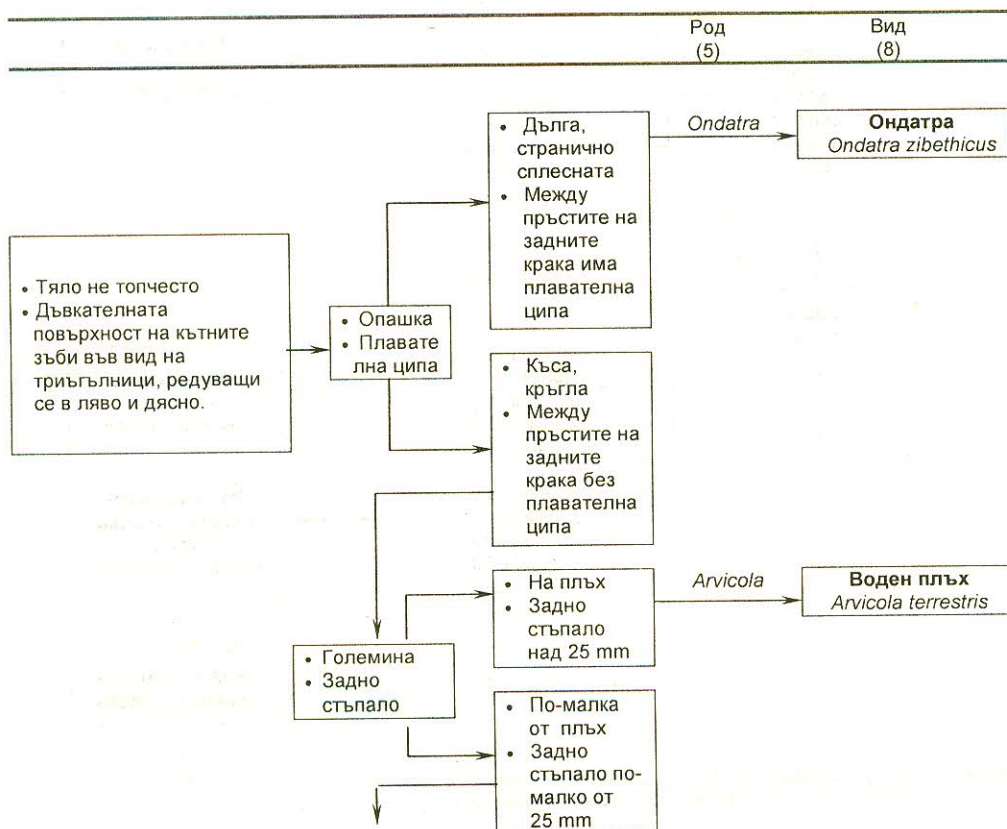 Род Вид
(5) (8)
• Дълга,
странично
сплесната
• Между
пръстите на
задните
крака има
плавателна
ципа
Ondatra
Ондатра
Ondatra zibethicus
• Тяло не топчесто
• Дъвкателната
повърхност на кътните
зъби във вид на
триъгълници, редуващи
се в ляво и дясно.
• Опашка
• Плавате
лна ципа
• Къса,
кръгла
• Между
пръстите на
задните
крака без
плавателна
ципа
• На плъх
• Задно
стъпало
над 25 mm
Arvicola
Воден плъх
Arvicola terrestris
• Големина
• Задно
стъпало
• По-малка
от плъх
• Задно
стъпало по-
малко от
25 mm